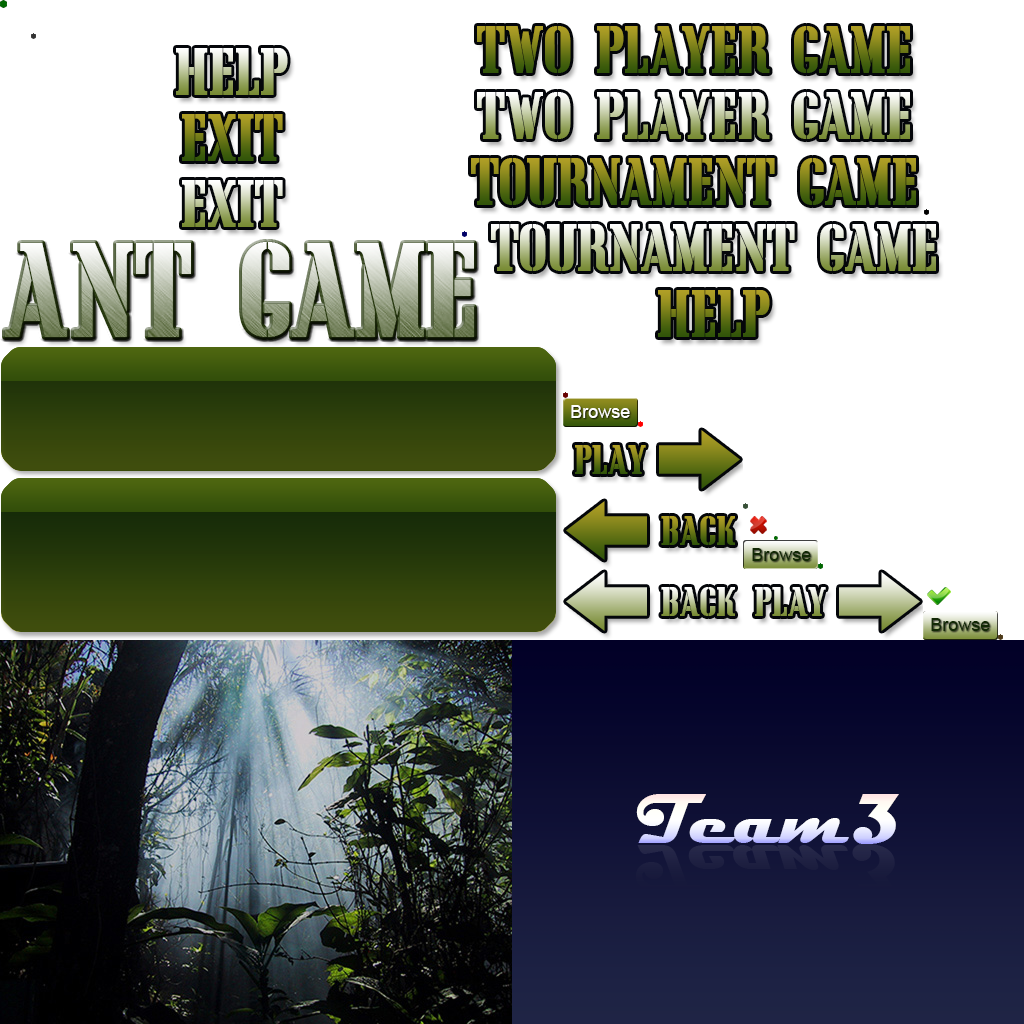 HELP
EXIT
EXIT
ANT GAME
TWO PLAYER GAME
TWO PLAYER GAME
TOURNAMENT GAME
TOURNAMENT GAME
HELP
Browse
PLAY
BACK
Browse
BACK PLAY
Browse
Team3